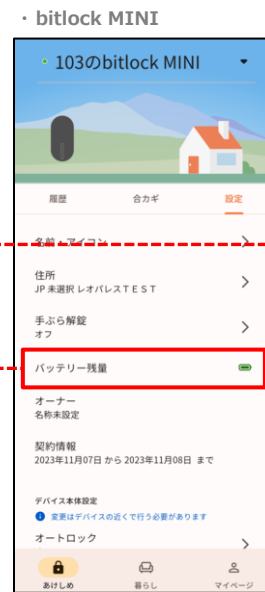 ・bitlock MINI
103のbitlock MINI
履歴 合カギ 設定
名前・アイコン
住所
JP 未選択 レオパレスＴＥＳＴ
手ぶら解錠
オフ
バッテリー残量
オーナー
名称未設定
契約情報
2023年11月07日 から 2023年11月08日 まで
デバイス本体設定
変更はデバイスの近くで行う必要があります
オートロック
あけしめ 暮らし マイページ